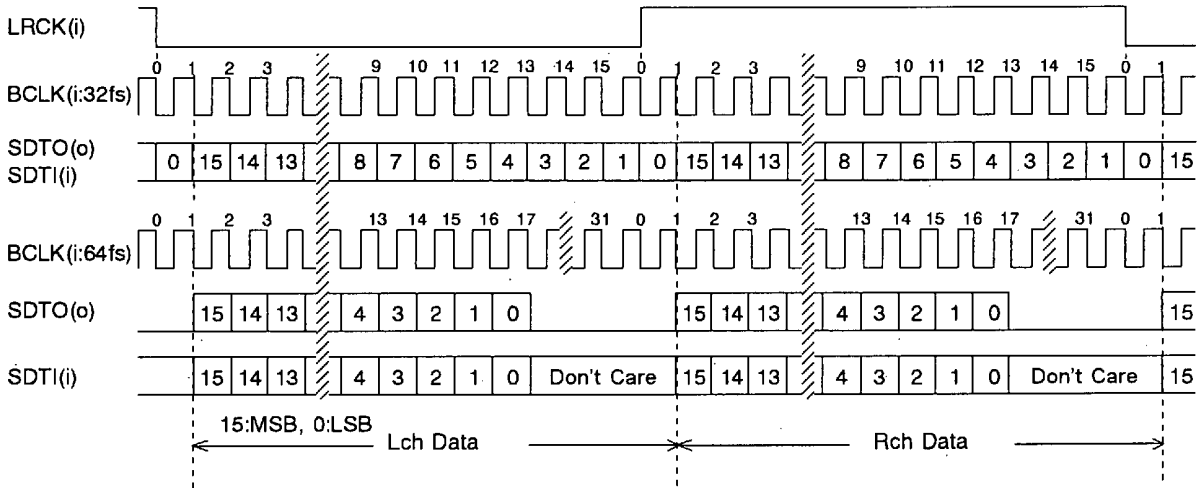 LRCK(i)
0 1 2 3 9 10 11 12 13 14 15 0 1 2 3 9 10 11 12 13 14 15 0 1
BCLK(i:32fs)
SDTO(o)
SDTI(i)
0 15 14 13 8 7 6 5 4 3 2 1 0 15 14 13 8 7 6 5 4 3 2 1 0 15
0 1 2 3 13 14 15 16 17 31 0 1 2 3 13 14 15 16 17 31 0 1
BCLK(i:64fs)
SDTO(o) 15 14 13 4 3 2 1 0 15 14 13 4 3 2 1 0 15
SDTI(i) 15 14 13 4 3 2 1 0 Don't Care 15 14 13 4 3 2 1 0 Don't Care 15
15:MSB, 0:LSB
Lch Data Rch Data